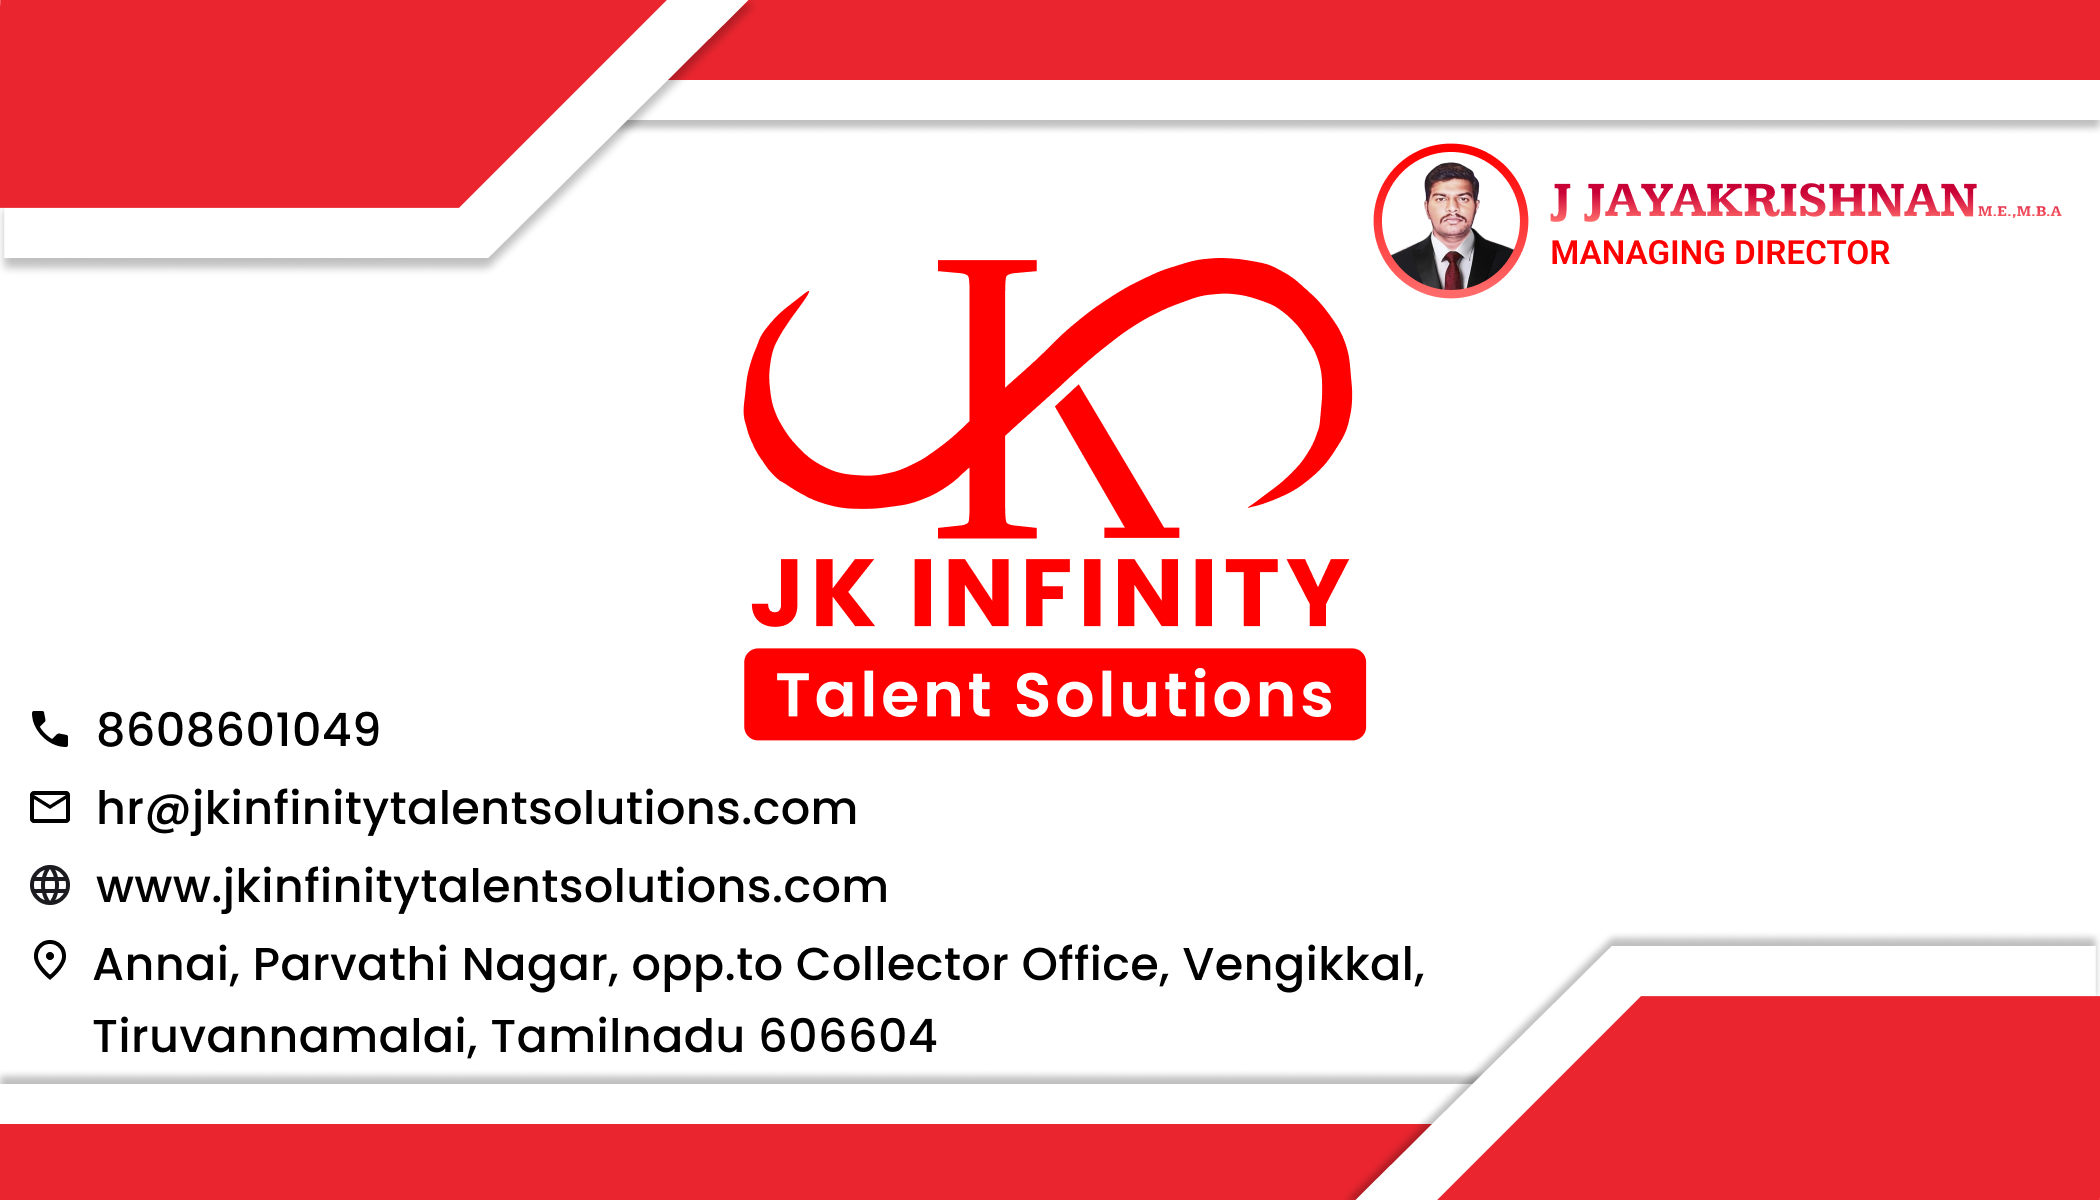 J JAYAKRISHNAN M.E.,M.B.A
MANAGING DIRECTOR
JK
JK INFINITY
Talent Solutions
8608601049
hr@jkinfinitytalentsolutions.com
www.jkinfinitytalentsolutions.com
Annai, Parvathi Nagar, opp.to Collector Office, Vengikkal,
Tiruvannamalai, Tamilnadu 606604